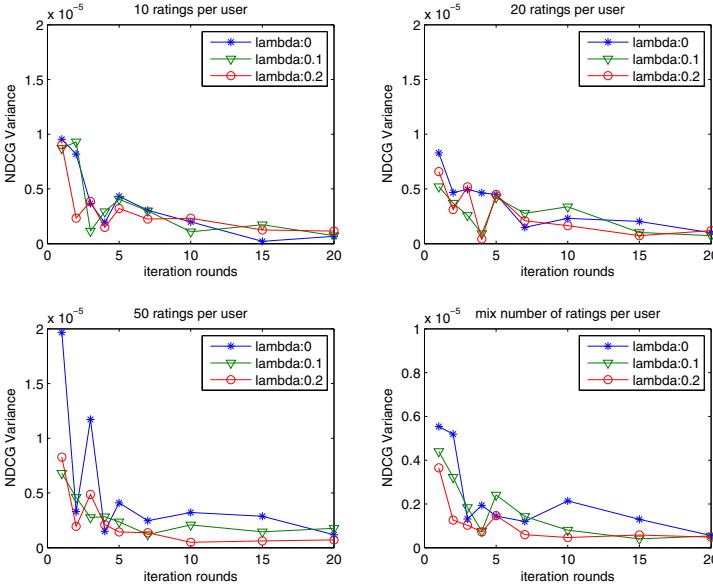 10 ratings per user
x 10⁻⁵
2
1.5
1
0.5
0
NDCG Variance
lambda:0
lambda:0.1
lambda:0.2
0 5 10 15 20
iteration rounds
20 ratings per user
x 10⁻⁵
2
1.5
1
0.5
0
NDCG Variance
lambda:0
lambda:0.1
lambda:0.2
0 5 10 15 20
iteration rounds
50 ratings per user
x 10⁻⁵
2
1.5
1
0.5
0
NDCG Variance
lambda:0
lambda:0.1
lambda:0.2
0 5 10 15 20
iteration rounds
mix number of ratings per user
x 10⁻⁵
1
0.8
0.6
0.4
0.2
0
NDCG Variance
lambda:0
lambda:0.1
lambda:0.2
0 5 10 15 20
iteration rounds